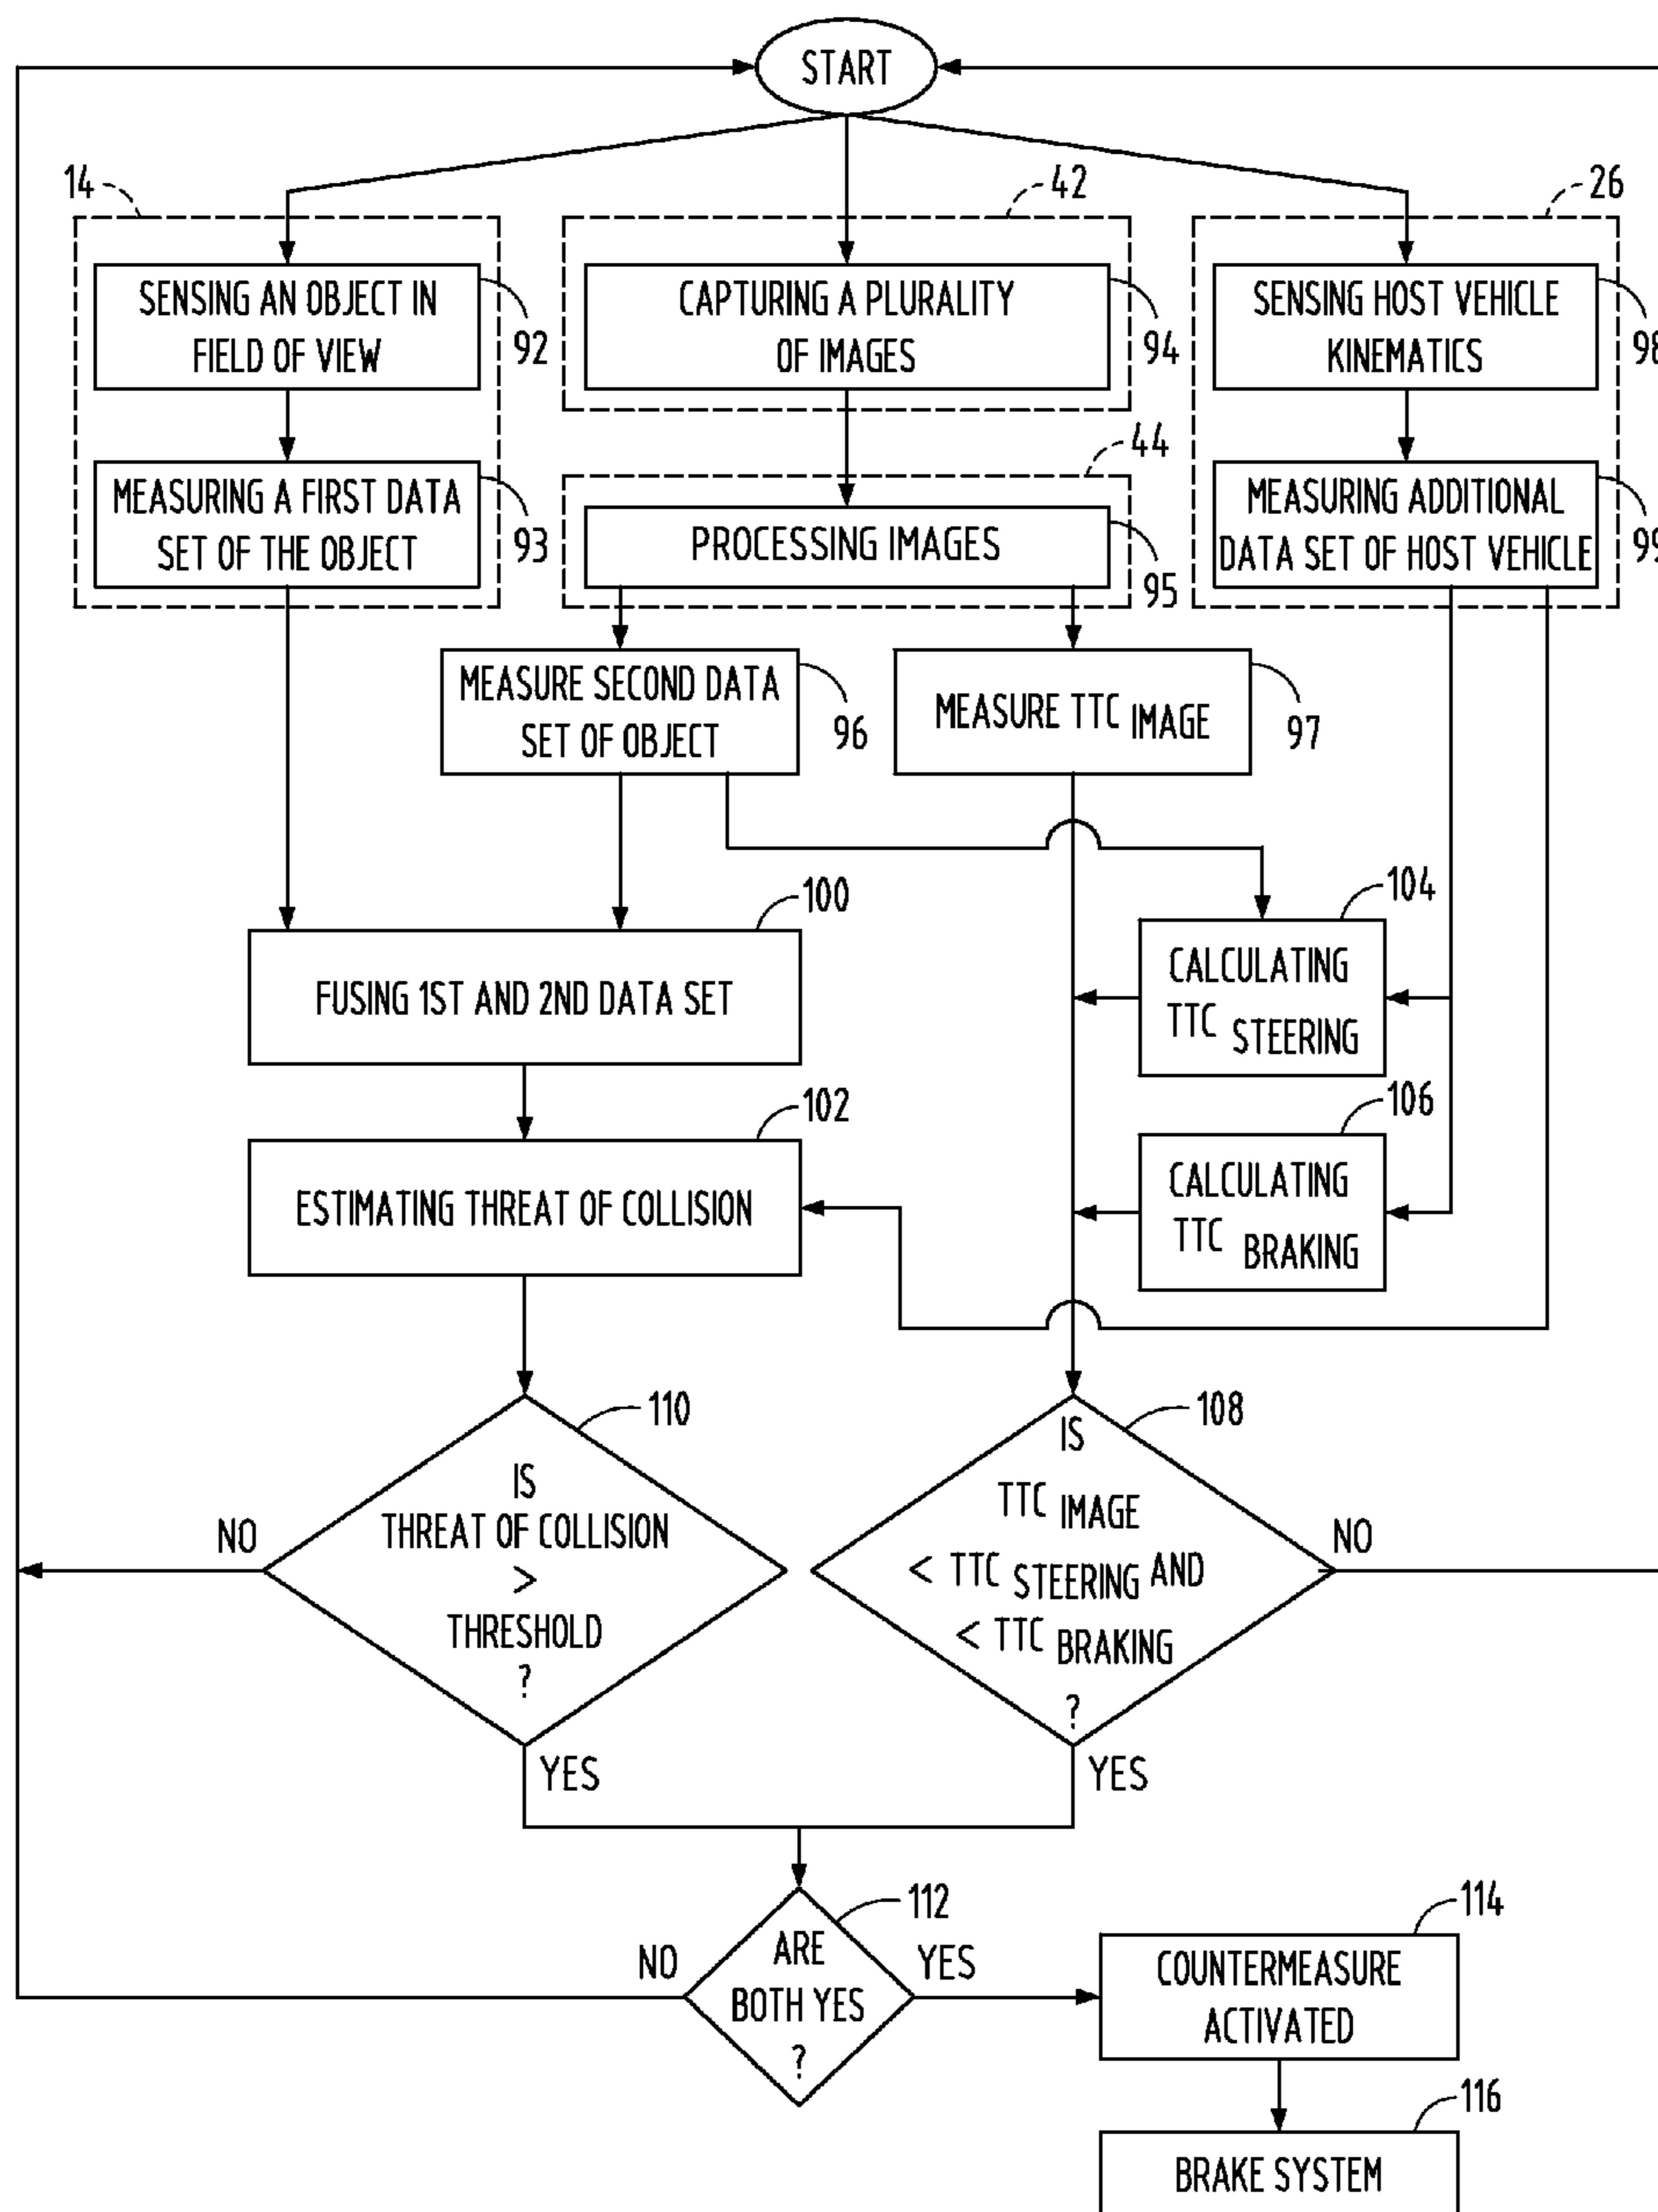 START
14
42
26
SENSING AN OBJECT IN
FIELD OF VIEW
92
CAPTURING A PLURALITY
OF IMAGES
94
SENSING HOST VEHICLE
KINEMATICS
98
44
MEASURING A FIRST DATA
SET OF THE OBJECT
93
PROCESSING IMAGES
95
MEASURING ADDITIONAL
DATA SET OF HOST VEHICLE
99
MEASURE SECOND DATA
SET OF OBJECT
96
MEASURE TTC IMAGE
97
100
FUSING 1ST AND 2ND DATA SET
104
CALCULATING
TTC STEERING
102
ESTIMATING THREAT OF COLLISION
106
CALCULATING
TTC BRAKING
110
IS
THREAT OF COLLISION
>
THRESHOLD
?
NO
YES
108
IS
TTC IMAGE
< TTC STEERING AND
< TTC BRAKING
?
NO
YES
112
ARE
BOTH YES
?
NO
YES
114
COUNTERMEASURE
ACTIVATED
116
BRAKE SYSTEM